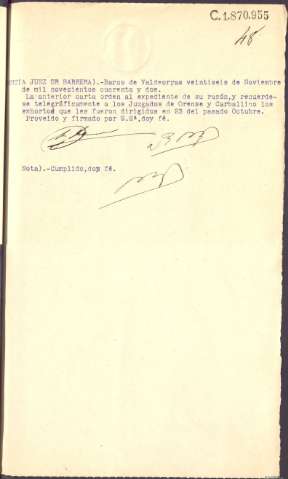 C.1.870.955
48
JUEZ DE BARRERA).-Barco de Valdeorras veintiseis de Noviembre
de mil novecientos cuarenta y dos.
La anterior carta orden al expediente de su razón,y recuerde-
se telegráficamente a los Juzgados de Orense y Carballino los
exhortos que les fueron dirigidos en 23 del pasado Octubre.
Proveido y firmado por S.Sª,doy fé.
Nota).-Cumplido,doy fé.